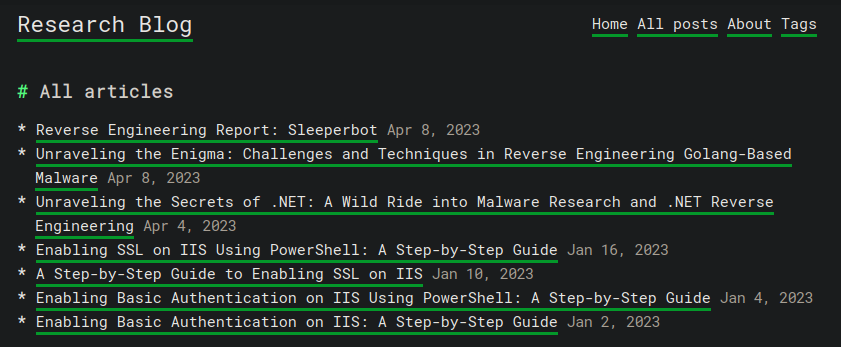 Research Blog
Home All posts About Tags
# All articles
* Reverse Engineering Report: Sleeperbot Apr 8, 2023
* Unraveling the Enigma: Challenges and Techniques in Reverse Engineering Golang-Based
Malware Apr 8, 2023
* Unraveling the Secrets of .NET: A Wild Ride into Malware Research and .NET Reverse
Engineering Apr 4, 2023
* Enabling SSL on IIS Using PowerShell: A Step-by-Step Guide Jan 16, 2023
* A Step-by-Step Guide to Enabling SSL on IIS Jan 10, 2023
* Enabling Basic Authentication on IIS Using PowerShell: A Step-by-Step Guide Jan 4, 2023
* Enabling Basic Authentication on IIS: A Step-by-Step Guide Jan 2, 2023